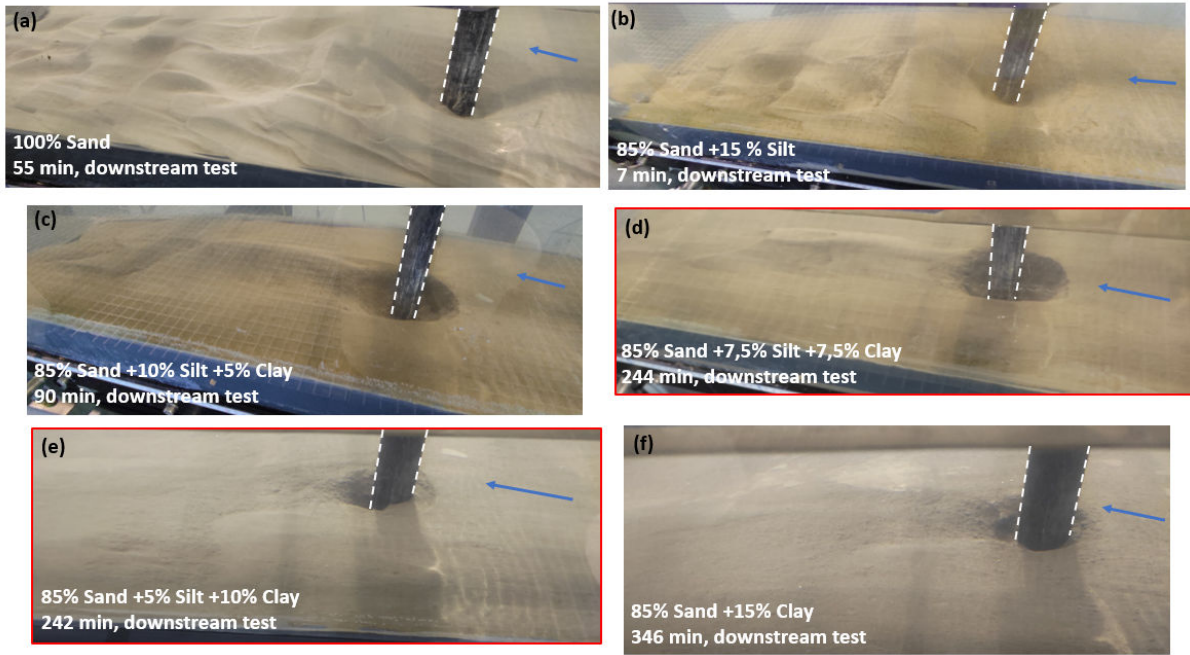 (a)
100% Sand
55 min, downstream test
(b)
85% Sand +15 % Silt
7 min, downstream test
(c)
85% Sand +10% Silt +5% Clay
90 min, downstream test
(d)
85% Sand +7,5% Silt +7,5% Clay
244 min, downstream test
(e)
85% Sand +5% Silt +10% Clay
242 min, downstream test
(f)
85% Sand +15% Clay
346 min, downstream test